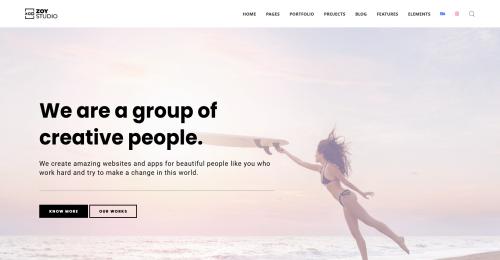 ZOY
STUDIO
HOME PAGES PORTFOLIO PROJECTS BLOG FEATURES ELEMENTS
We are a group of
creative people.
We create amazing websites and apps for beautiful people like you who
work hard and try to make a change in this world.
KNOW MORE OUR WORKS